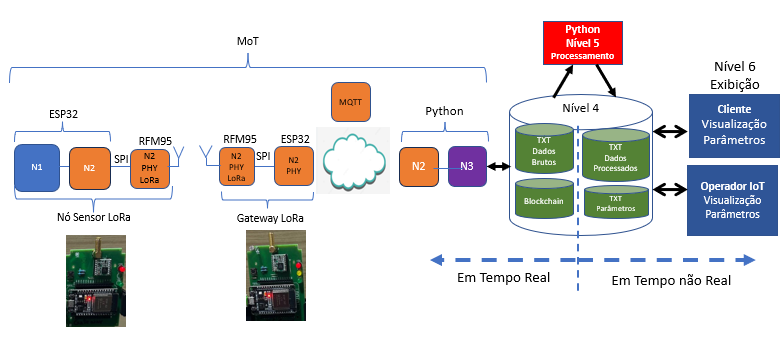 MoT
Python
Nível 5
Processamento
Nível 6
Exibição
MQTT
ESP32
Python
Nível 4
Cliente
Visualização
Parâmetros
RFM95
RFM95
ESP32
TXT
Dados
Brutos
TXT
Dados
Processados
N1
N2
SPI
N2
PHY
LoRa
N2
PHY
LoRa
SPI
N2
PHY
N2
N3
Blockchain
TXT
Parâmetros
Operador IoT
Visualização
Parâmetros
Nó Sensor LoRa
Gateway LoRa
Em Tempo Real
Em Tempo não Real